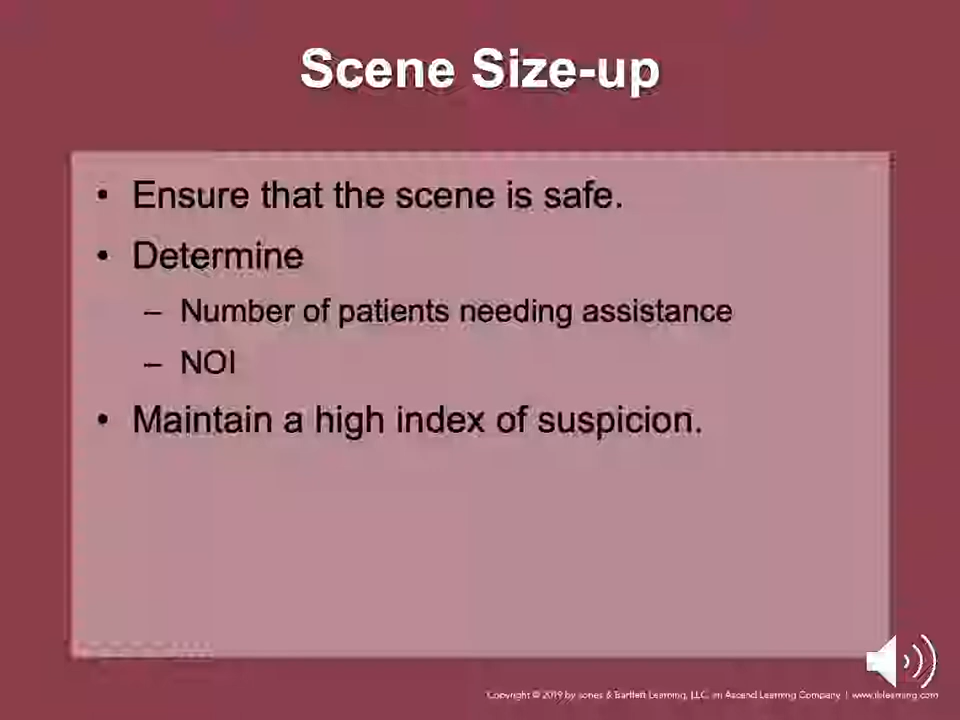 Scene Size-up
• Ensure that the scene is safe.
• Determine
– Number of patients needing assistance
– NOI
• Maintain a high index of suspicion.
Copyright © 2019 by Jones & Bartlett Learning, LLC, an Ascend Learning Company | www.jblearning.com